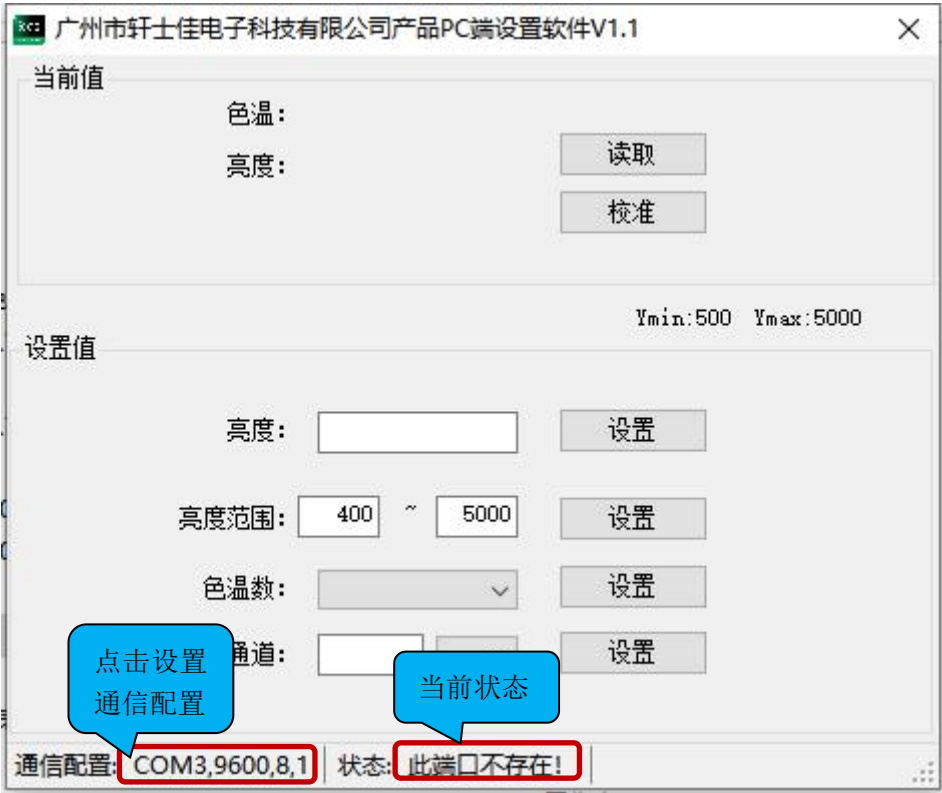 广州市轩士佳电子科技有限公司产品PC端设置软件V1.1
当前值
色温:
亮度:
读取
校准
Ymin:500 Ymax:5000
设置值
亮度: 设置
亮度范围: 400 ~ 5000 设置
色温数: 设置
通道: 设置
点击设置
通信配置
当前状态
通信配置: COM3,9600,8,1 状态: 此端口不存在!